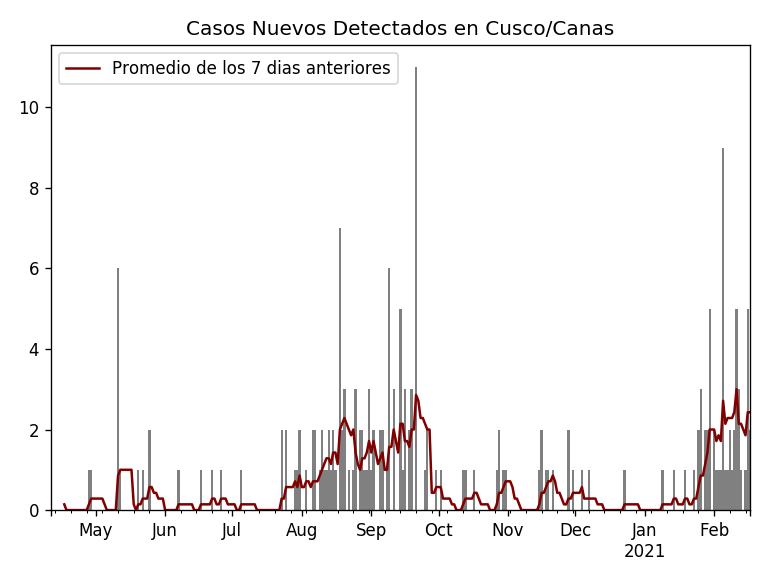 Casos Nuevos Detectados en Cusco/Canas
Promedio de los 7 dias anteriores
10
8
6
4
2
0
May Jun Jul Aug Sep Oct Nov Dec Jan Feb
2021